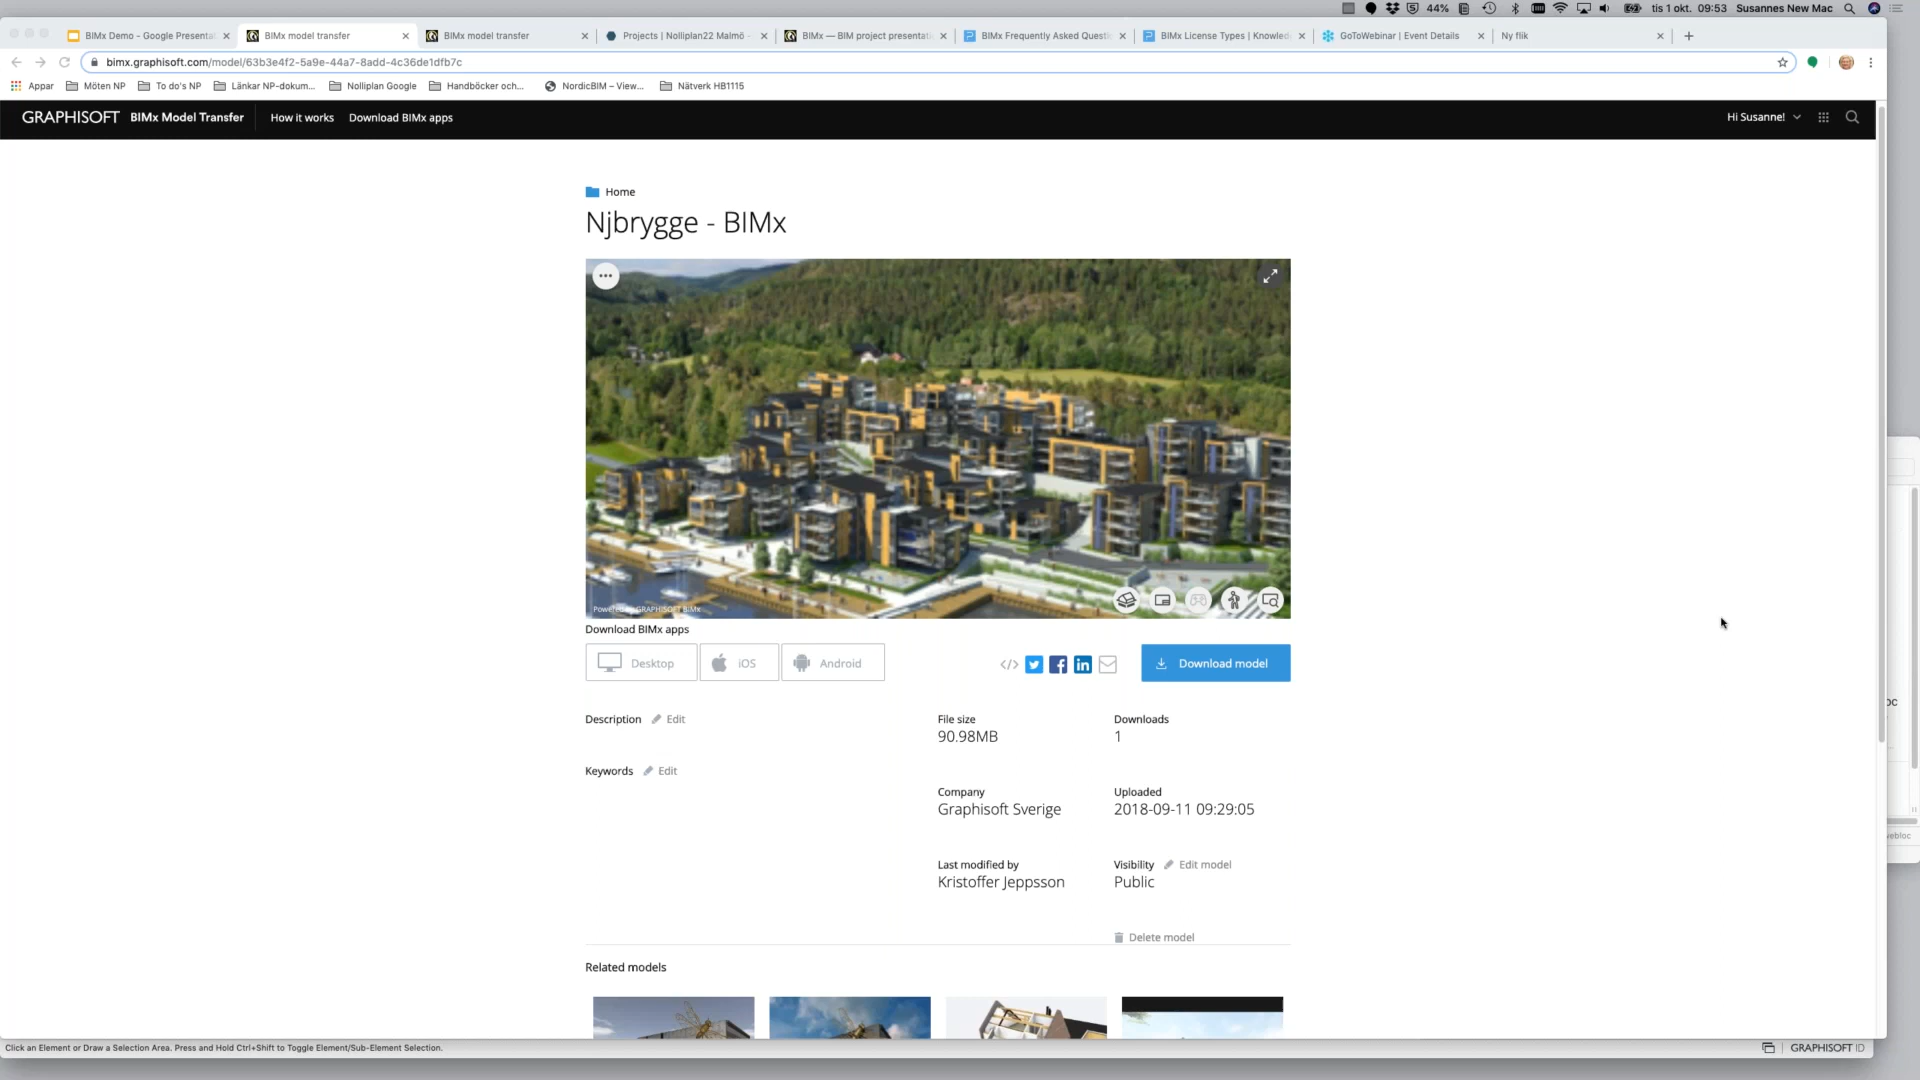 44% tis 1 okt. 09:53 Susannes New Mac
BIMx Demo - Google Presenta BIMx model transfer BIMx model transfer Projects | Nolliplan22 Malmö - BIMx — BIM project presentati BIMx Frequently Asked Questi BIMx License Types | Knowled GoToWebinar | Event Details Ny flik
bimx.graphisoft.com/model/63b3e4f2-5a9e-44a7-8add-4c36de1dfb7c
Appar Möten NP To do's NP Länkar NP-dokum... Nolliplan Google Handböcker och... NordicBIM – View... Nätverk HB1115
GRAPHISOFT BIMx Model Transfer How it works Download BIMx apps Hi Susanne!
Home
Njbrygge - BIMx
Powered by GRAPHISOFT BIMx
Download BIMx apps
Desktop iOS Android </> Download model
Description Edit File size Downloads
90.98MB 1
Keywords Edit
Company Uploaded
Graphisoft Sverige 2018-09-11 09:29:05
Last modified by Visibility Edit model
Kristoffer Jeppsson Public
Delete model
Related models
Click an Element or Draw a Selection Area. Press and Hold Ctrl+Shift to Toggle Element/Sub-Element Selection. GRAPHISOFT ID